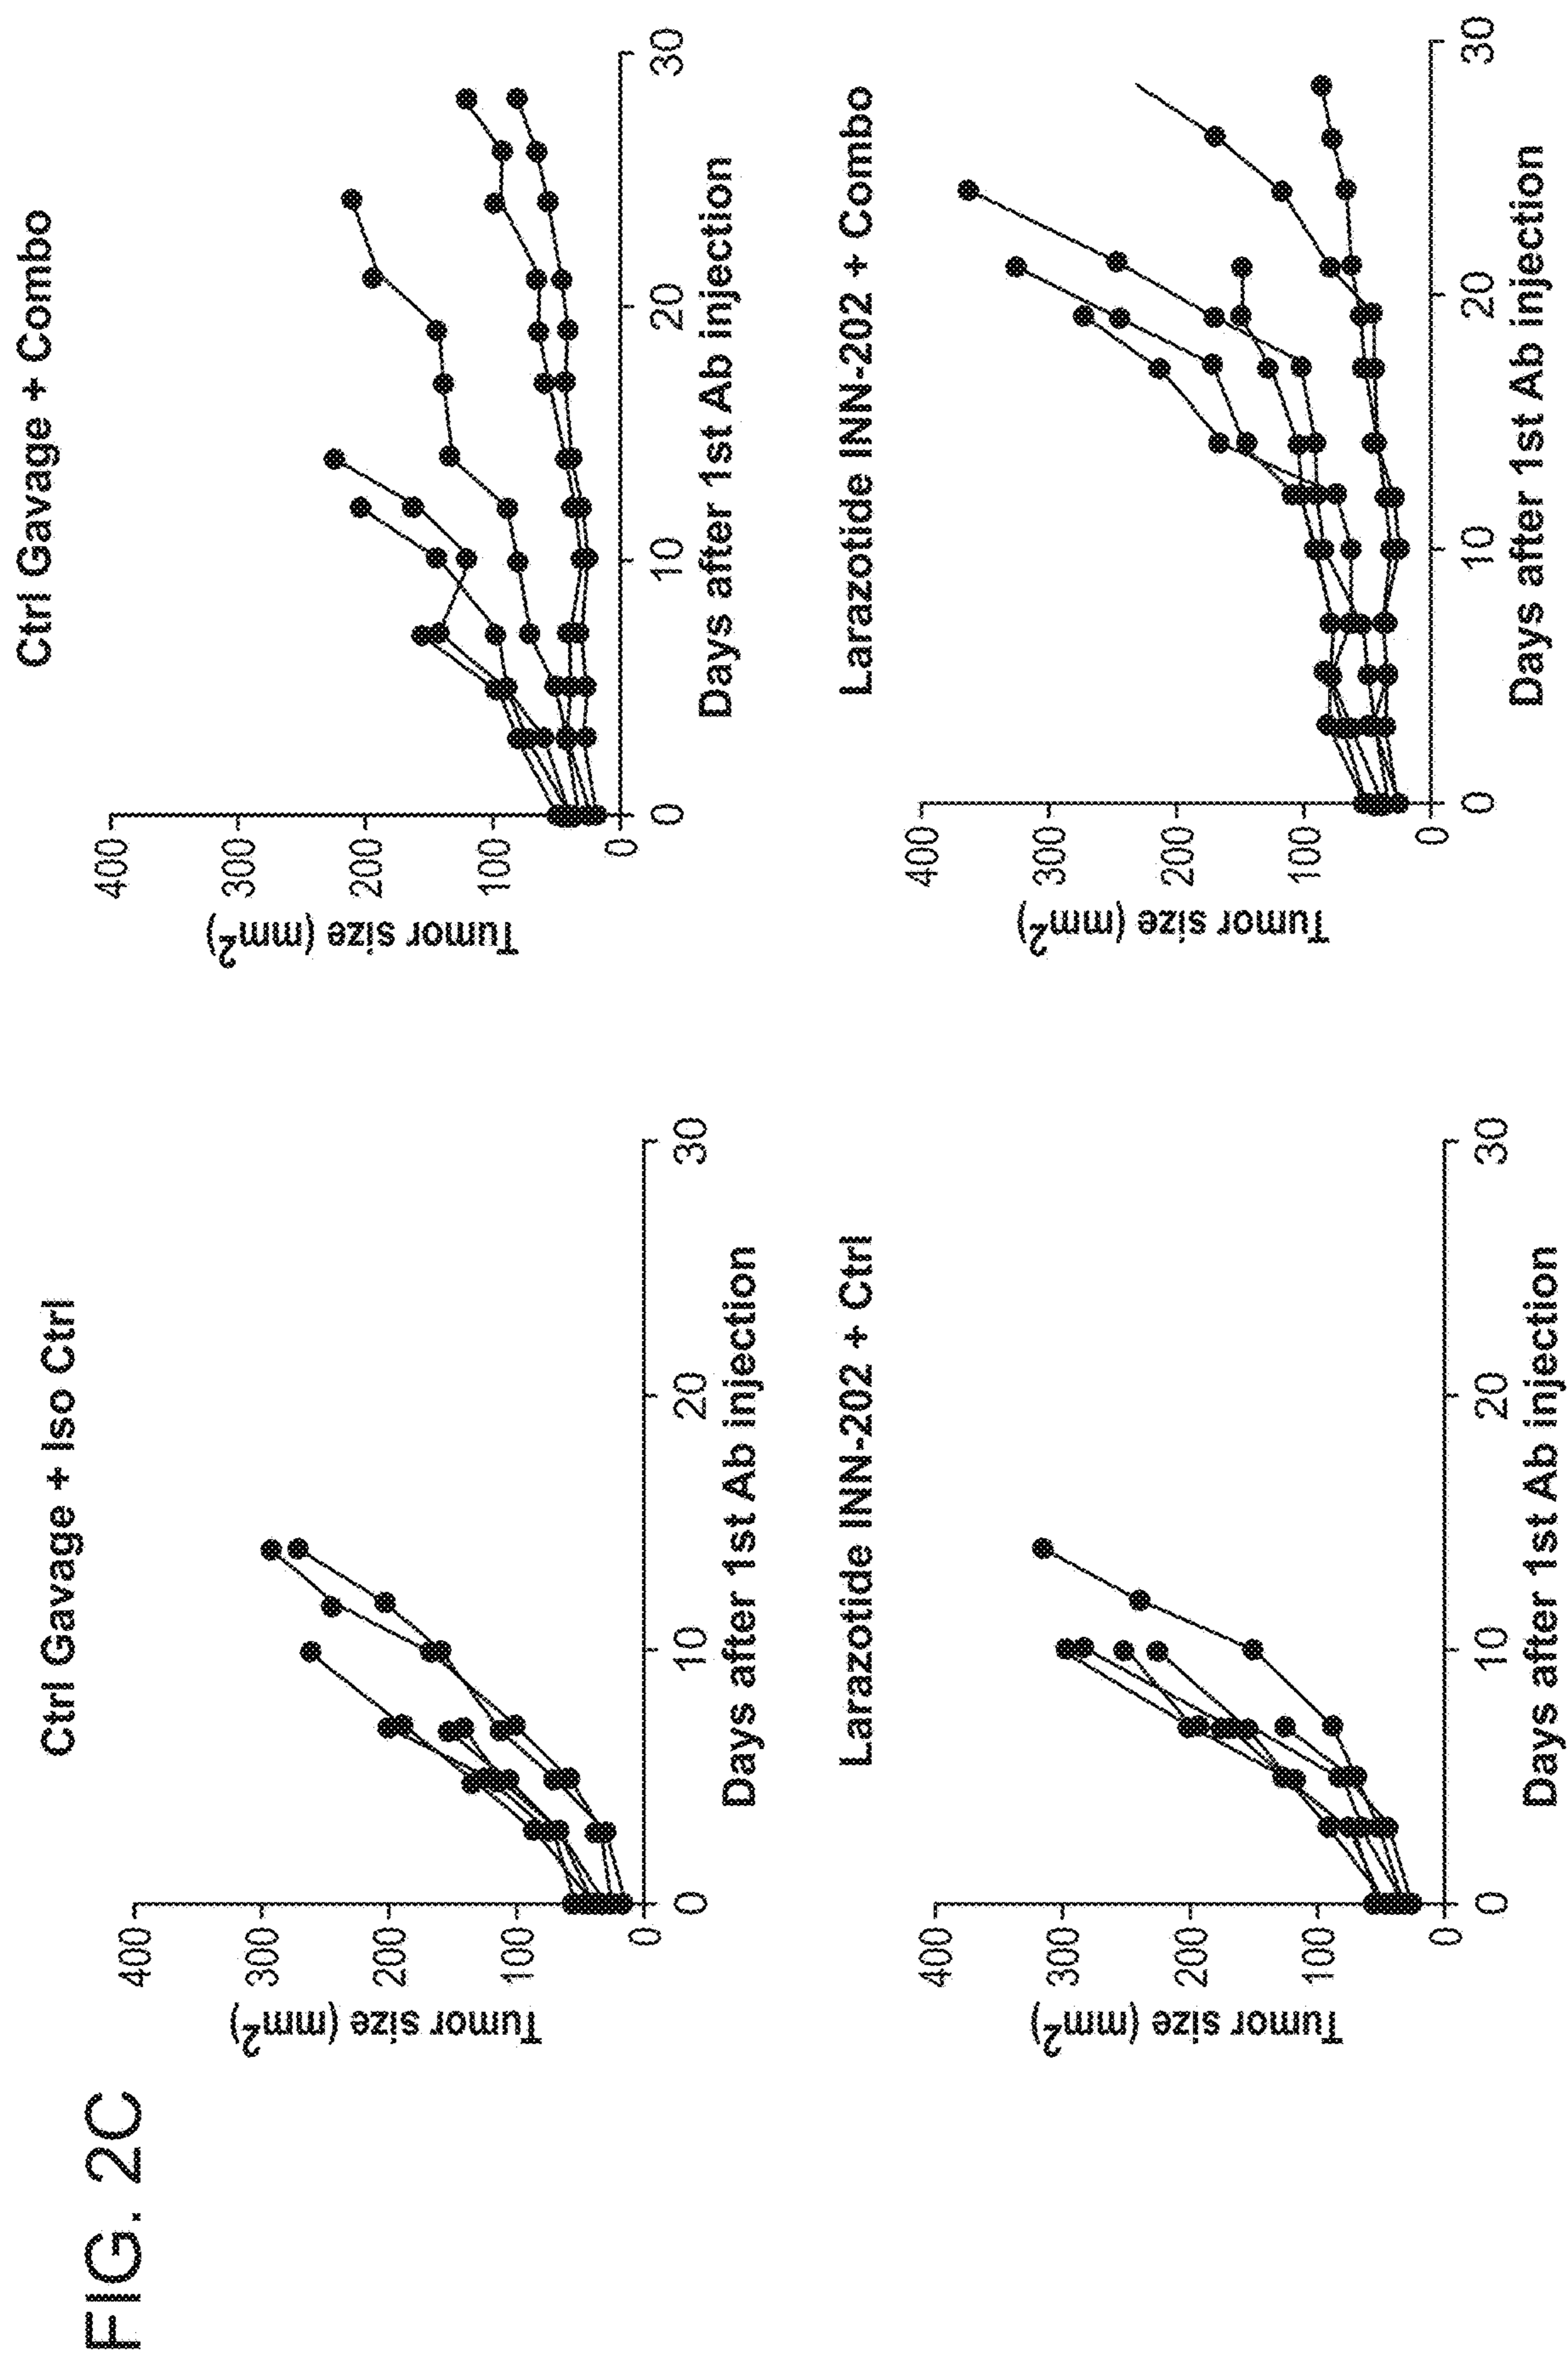 FIG. 2C
Ctrl Gavage + Iso Ctrl
Tumor size (mm2)
400
300
200
100
0
0
10
20
30
Days after 1st Ab injection
Ctrl Gavage + Combo
Tumor size (mm2)
400
300
200
100
0
0
10
20
30
Days after 1st Ab injection
Larazotide INN-202 + Ctrl
Tumor size (mm2)
400
300
200
100
0
0
10
20
30
Days after 1st Ab injection
Larazotide INN-202 + Combo
Tumor size (mm2)
400
300
200
100
0
0
10
20
30
Days after 1st Ab injection